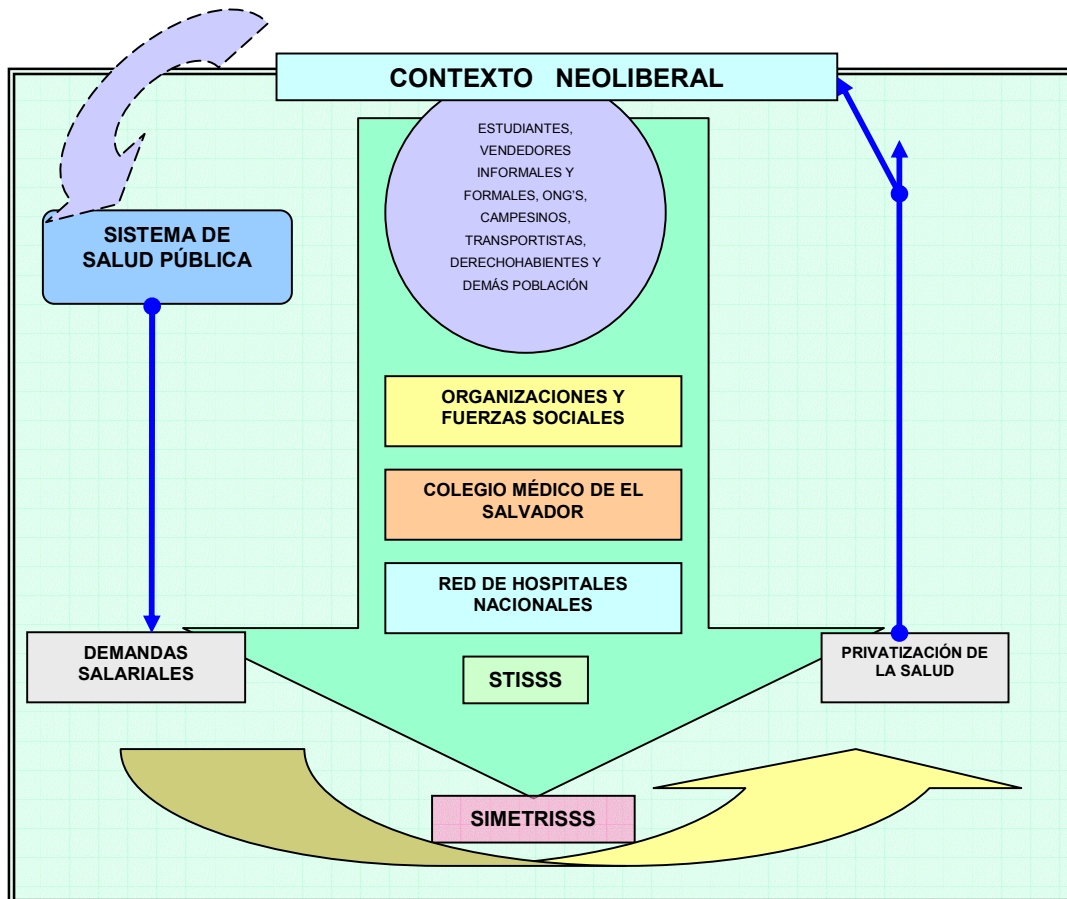 CONTEXTO NEOLIBERAL
ESTUDIANTES,
VENDEDORES
INFORMALES Y
FORMALES, ONG'S,
CAMPESINOS,
TRANSPORTISTAS,
DERECHOHABIENTES Y
DEMÁS POBLACIÓN
SISTEMA DE
SALUD PÚBLICA
ORGANIZACIONES Y
FUERZAS SOCIALES
COLEGIO MÉDICO DE EL
SALVADOR
RED DE HOSPITALES
NACIONALES
DEMANDAS
SALARIALES
STISSS
PRIVATIZACIÓN DE
LA SALUD
SIMETRISSS